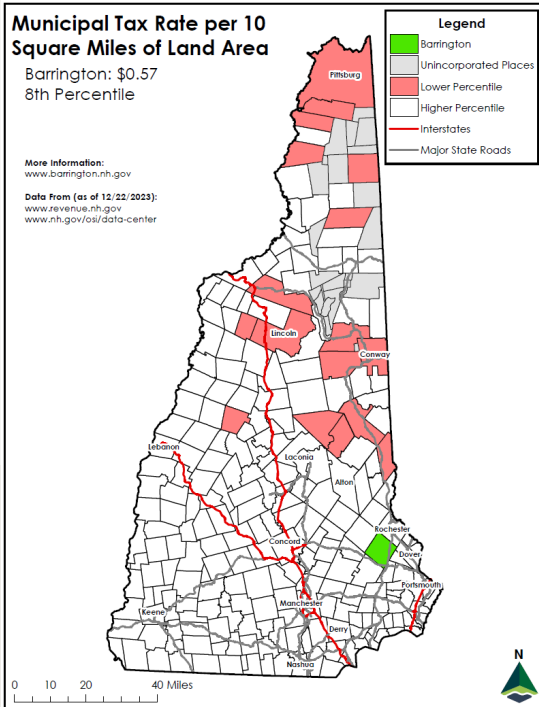 Municipal Tax Rate per 10
Square Miles of Land Area
Barrington: $0.57
8th Percentile
More Information:
www.barrington.nh.gov
Data From (as of 12/22/2023):
www.revenue.nh.gov
www.nh.gov/osi/data-center
Legend
Barrington
Unincorporated Places
Lower Percentile
Higher Percentile
Interstates
Major State Roads
Pittsburg
Lincoln
Conway
Lebanon
Laconia
Alton
Rochester
Concord
Dover
Portsmouth
Manchester
Keene
Derry
Nashua
N
0 10 20 40 Miles